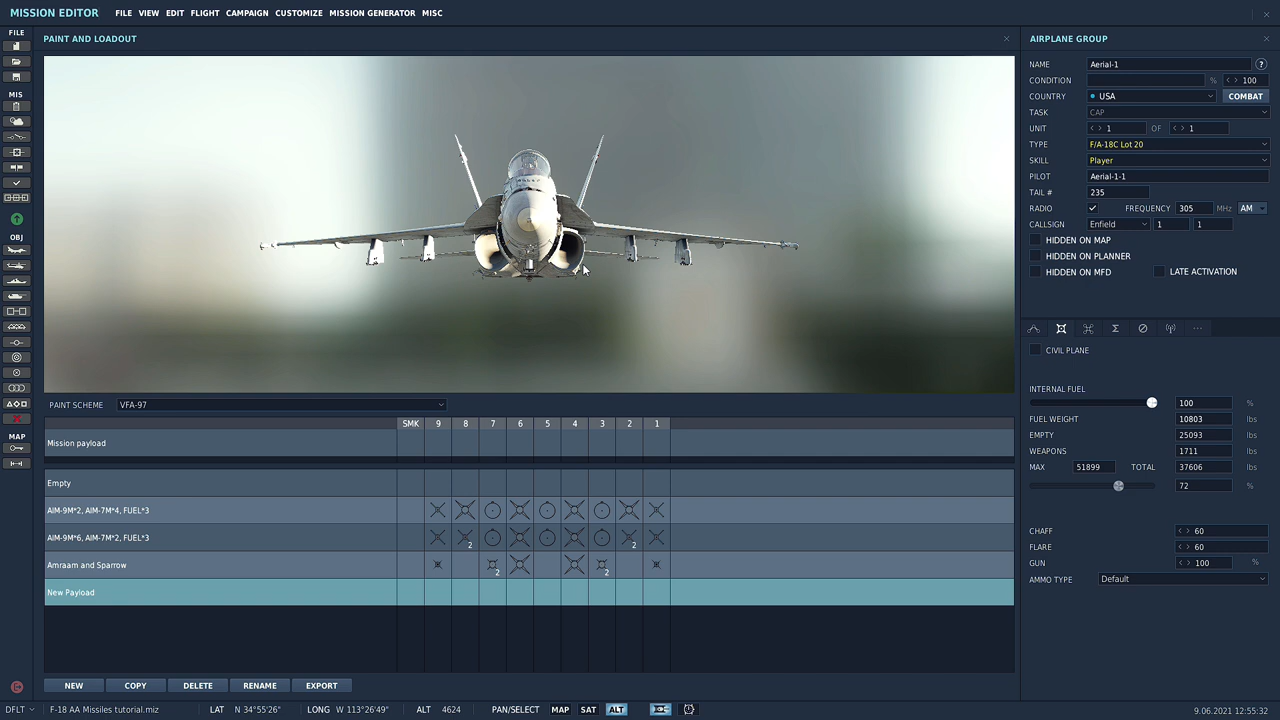 MISSION EDITOR FILE VIEW EDIT FLIGHT CAMPAIGN CUSTOMIZE MISSION GENERATOR MISC
FILE
MIS
OBJ
MAP
PAINT AND LOADOUT
PAINT SCHEME VFA-97
SMK 9 8 7 6 5 4 3 2 1
Mission payload
Empty
AIM-9M*2, AIM-7M*4, FUEL*3
AIM-9M*6, AIM-7M*2, FUEL*3
2 2
Amraam and Sparrow
2 2
New Payload
NEW COPY DELETE RENAME EXPORT
AIRPLANE GROUP
NAME Aerial-1 ?
CONDITION % < > 100
COUNTRY USA COMBAT
TASK CAP
UNIT < > 1 OF < > 1
TYPE F/A-18C Lot 20
SKILL Player
PILOT Aerial-1-1
TAIL # 235
RADIO FREQUENCY 305 MHz AM
CALLSIGN Enfield 1 1
HIDDEN ON MAP
HIDDEN ON PLANNER
HIDDEN ON MFD LATE ACTIVATION
CIVIL PLANE
INTERNAL FUEL
100 %
FUEL WEIGHT 10803 lbs
EMPTY 25093 lbs
WEAPONS 1711 lbs
MAX 51899 TOTAL 37606 lbs
72 %
CHAFF < > 60
FLARE < > 60
GUN < > 100 %
AMMO TYPE Default
DFLT F-18 AA Missiles tutorial.miz LAT N 34°55'26" LONG W 113°26'49" ALT 4624 PAN/SELECT MAP SAT ALT 9.06.2021 12:55:32